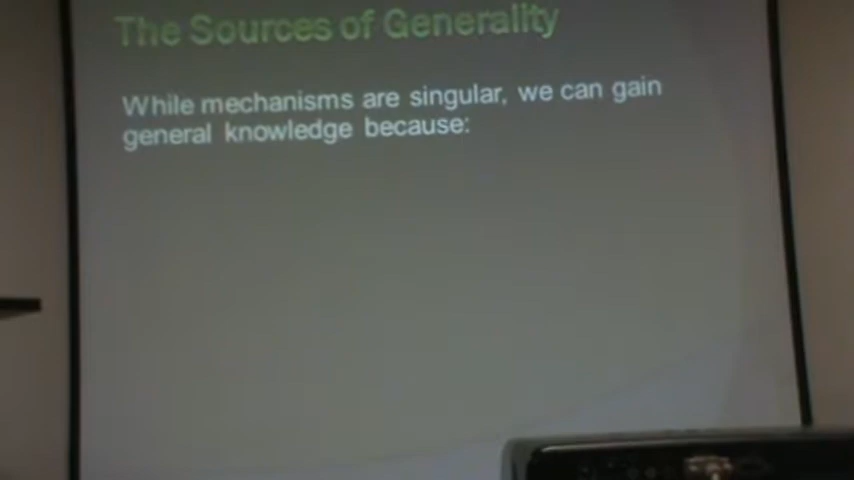 The Sources of Generality
While mechanisms are singular, we can gain
general knowledge because: